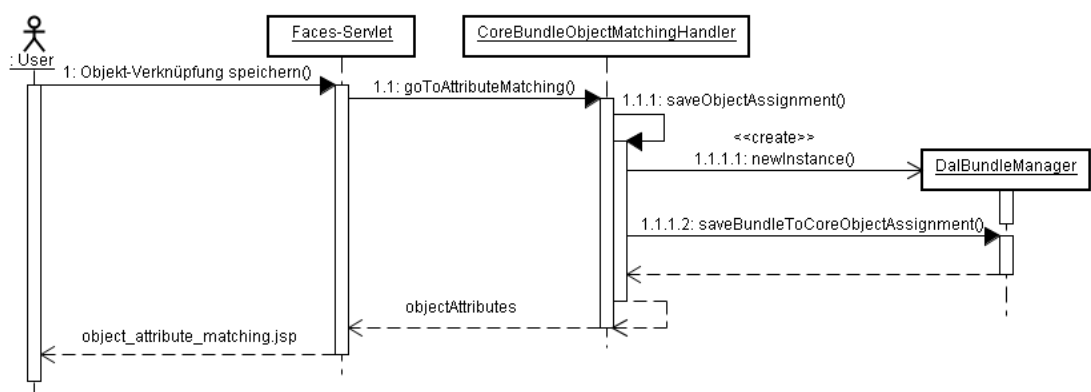 : User
Faces-Servlet
CoreBundleObjectMatchingHandler
1: Objekt-Verknüpfung speichern()
1.1: goToAttributeMatching()
1.1.1: saveObjectAssignment()
<<create>>
1.1.1.1: newInstance()
DalBundleManager
1.1.1.2: saveBundleToCoreObjectAssignment()
objectAttributes
object_attribute_matching.jsp